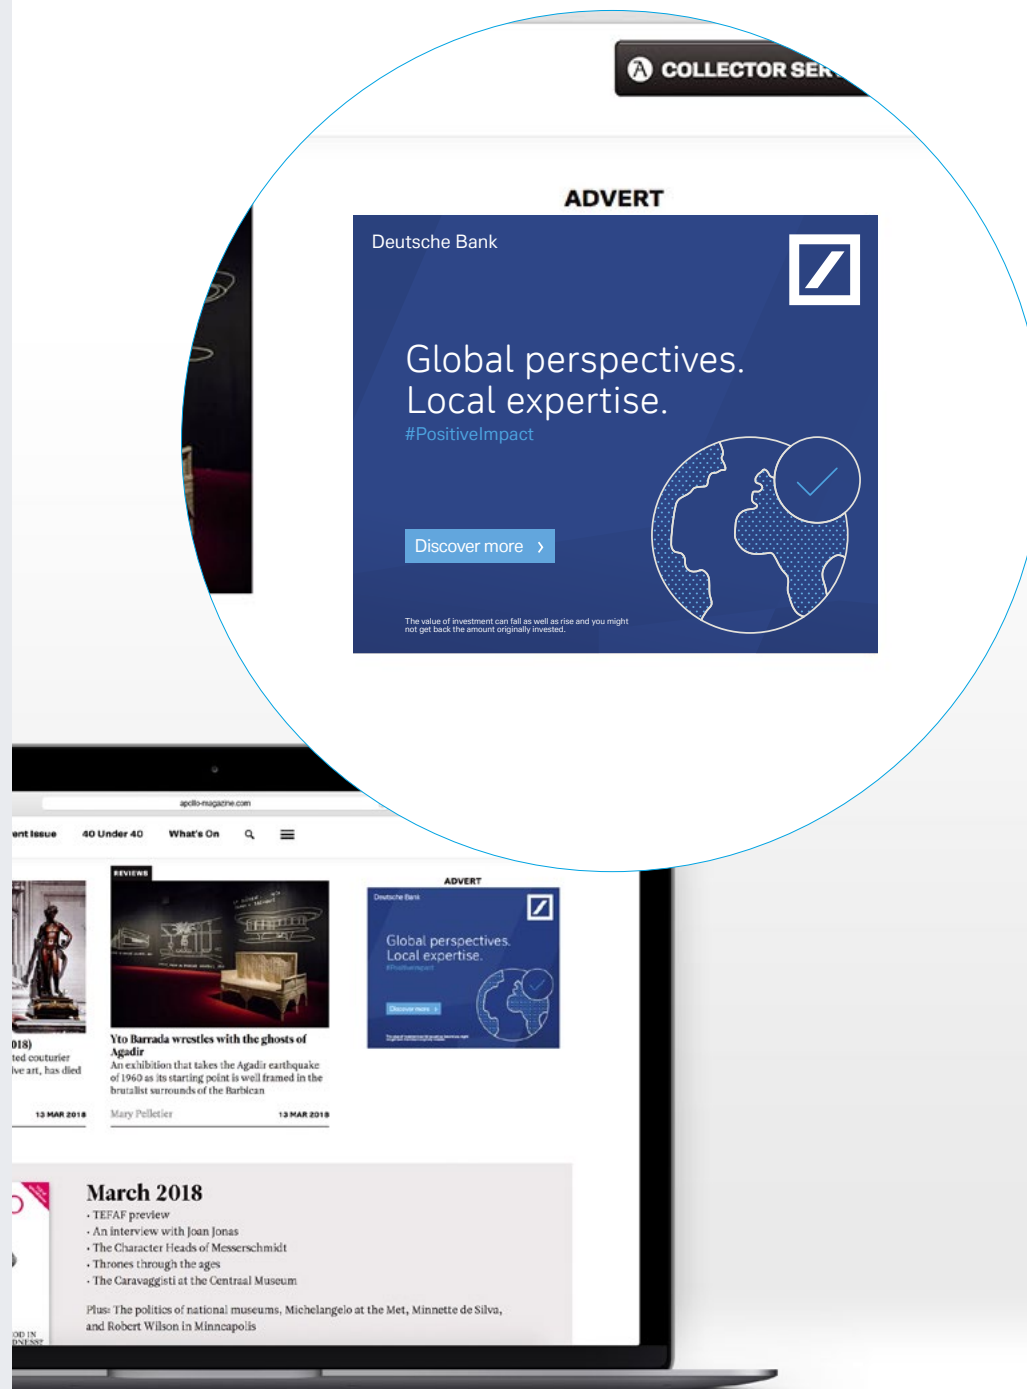 COLLECTOR SER
ADVERT
Deutsche Bank
Global perspectives.
Local expertise.
#PositiveImpact
Discover more
The value of investment can fall as well as rise and you might
not get back the amount originally invested.
apollo-magazine.com
ent Issue 40 Under 40 What's On
REVIEWS
ADVERT
Deutsche Bank
Global perspectives.
Local expertise.
#PositiveImpact
Discover more
018)
ted couturier
ve art, has died
13 MAR 2018
Yto Barrada wrestles with the ghosts of
Agadir
An exhibition that takes the Agadir earthquake
of 1960 as its starting point is well framed in the
brutalist surrounds of the Barbican
Mary Pelletier 13 MAR 2018
March 2018
· TEFAF preview
· An interview with Joan Jonas
· The Character Heads of Messerschmidt
· Thrones through the ages
· The Caravaggisti at the Centraal Museum
Plus: The politics of national museums, Michelangelo at the Met, Minnette de Silva,
and Robert Wilson in Minneapolis
OD IN
DNESS?